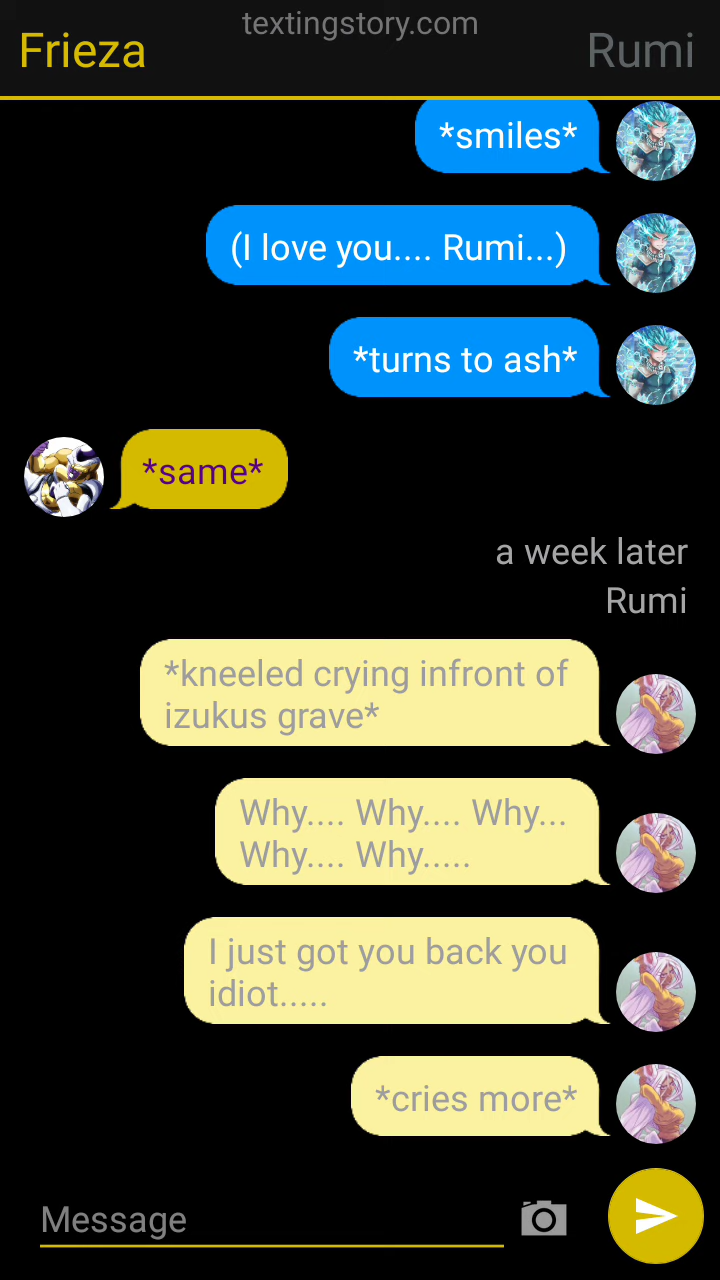 textingstory.com
Frieza
Rumi
*smiles*
(I love you.... Rumi...)
*turns to ash*
*same*
a week later
Rumi
*kneeled crying infront of
izukus grave*
Why.... Why.... Why...
Why.... Why.....
I just got you back you
idiot.....
*cries more*
Message